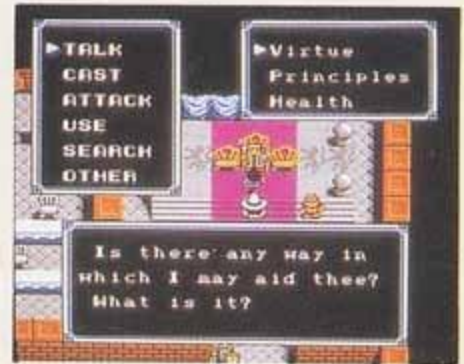 ▶TALK
CAST
ATTACK
USE
SEARCH
OTHER
▶Virtue
Principles
Health
Is there any way in
which I may aid thee?
What is it?